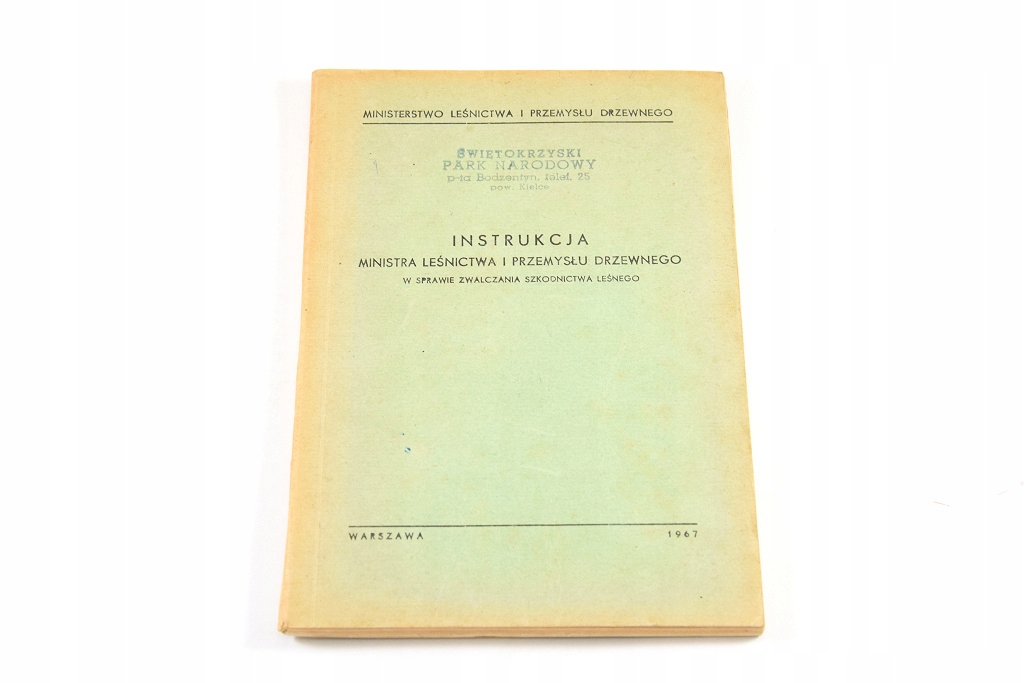 MINISTERSTWO LEŚNICTWA I PRZEMYSŁU DRZEWNEGO
ŚWIĘTOKRZYSKI
PARK NARODOWY
p-ta Bodzentyn, telef. 25
pow. Kielce
INSTRUKCJA
MINISTRA LEŚNICTWA I PRZEMYSŁU DRZEWNEGO
W SPRAWIE ZWALCZANIA SZKODNICTWA LEŚNEGO
WARSZAWA 1967